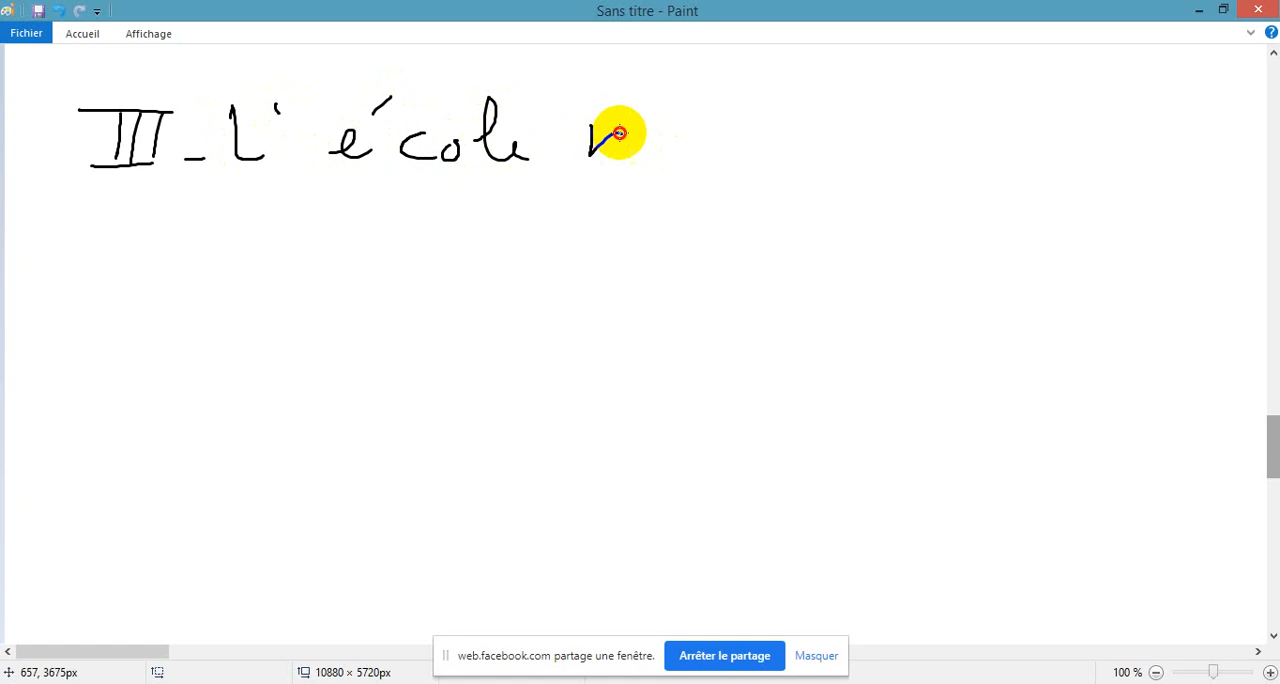 Sans titre - Paint
Fichier Accueil Affichage
III - L'école
web.facebook.com partage une fenêtre. Arrêter le partage Masquer
657, 3675px 10880 × 5720px 100 %